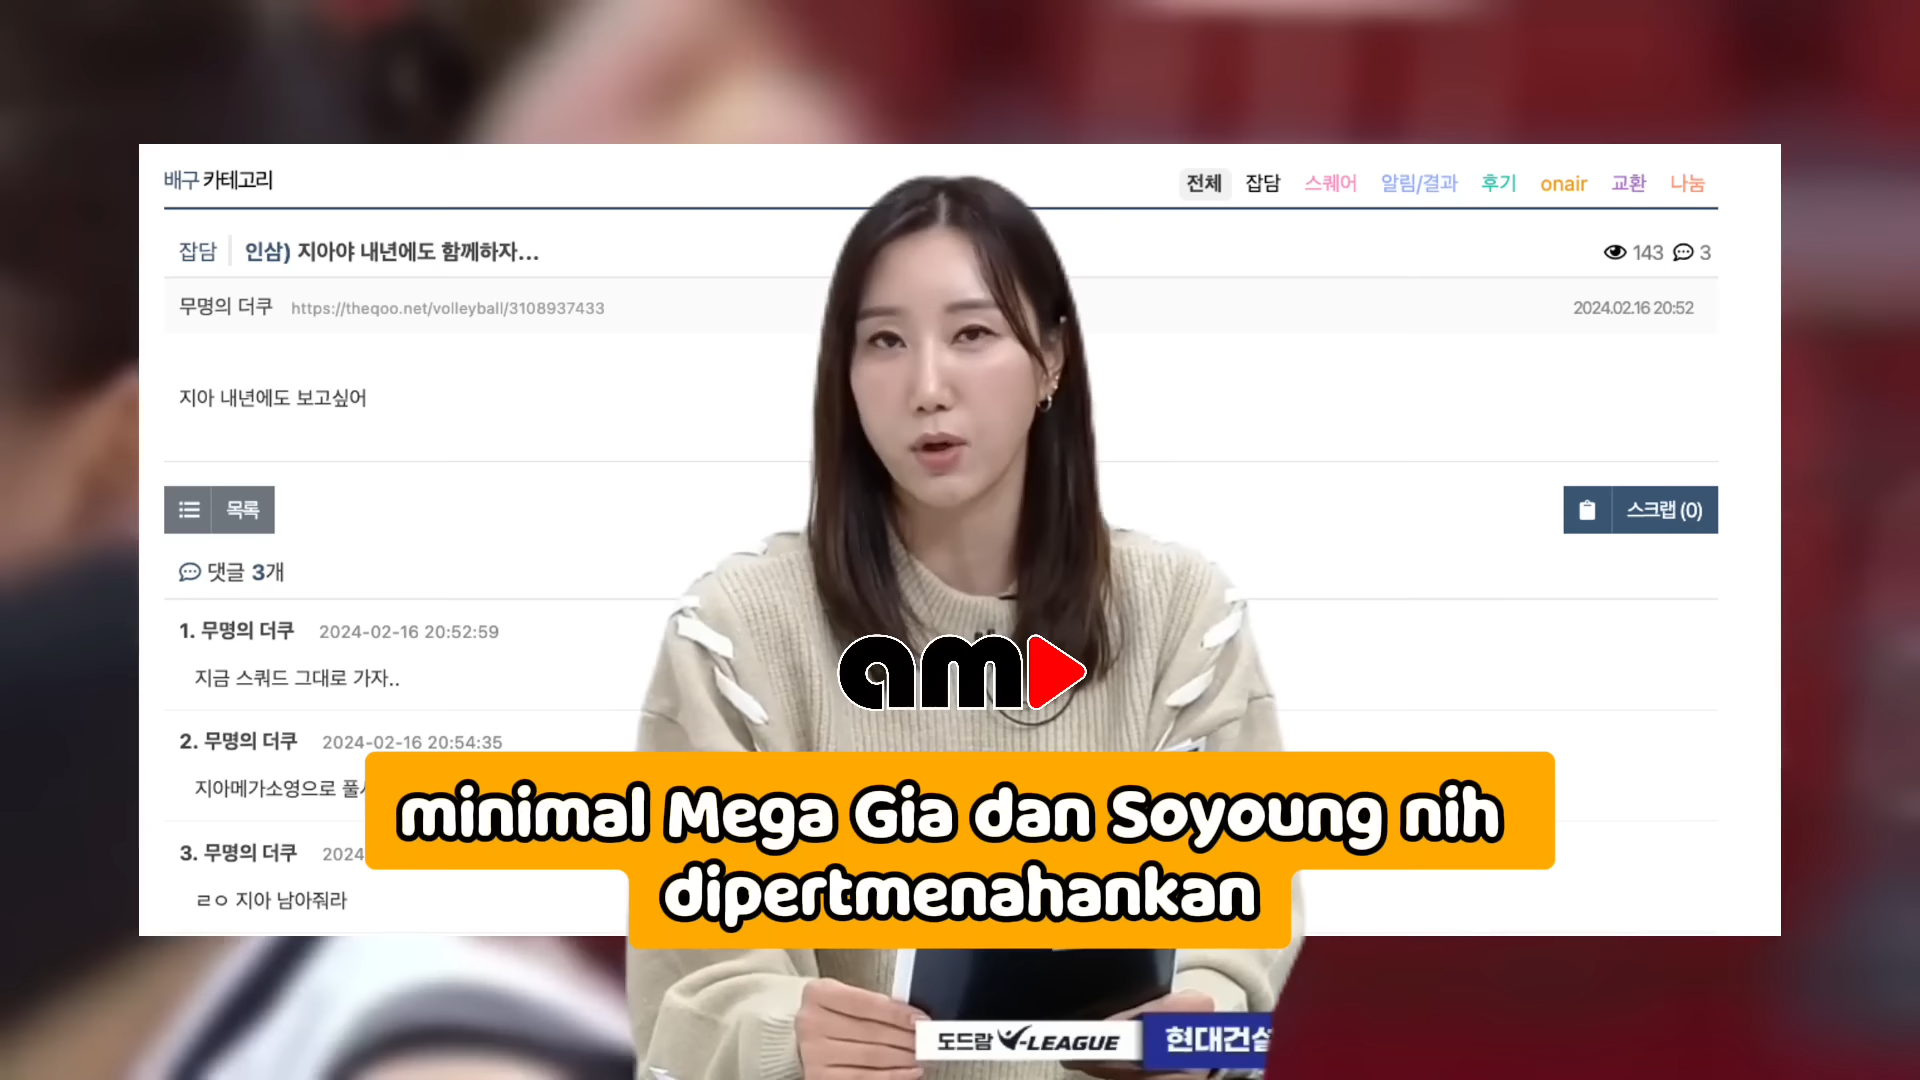 배구 카테고리
전체 잡담 스퀘어 알림/결과 후기 onair 교환 나눔
잡담 인삼) 지아야 내년에도 함께하자...
143 3
무명의 더쿠 https://theqoo.net/volleyball/3108937433
2024.02.16 20:52
지아 내년에도 보고싶어
목록
스크랩 (0)
댓글 3개
1. 무명의 더쿠 2024-02-16 20:52:59
지금 스쿼드 그대로 가자..
2. 무명의 더쿠 2024-02-16 20:54:35
지아메가소영으로
3. 무명의 더쿠 2024
ㄹㅇ 지아 남아줘라
am
minimal Mega Gia dan Soyoung nih
dipertmenahankan
도드람 V-LEAGUE
현대건설